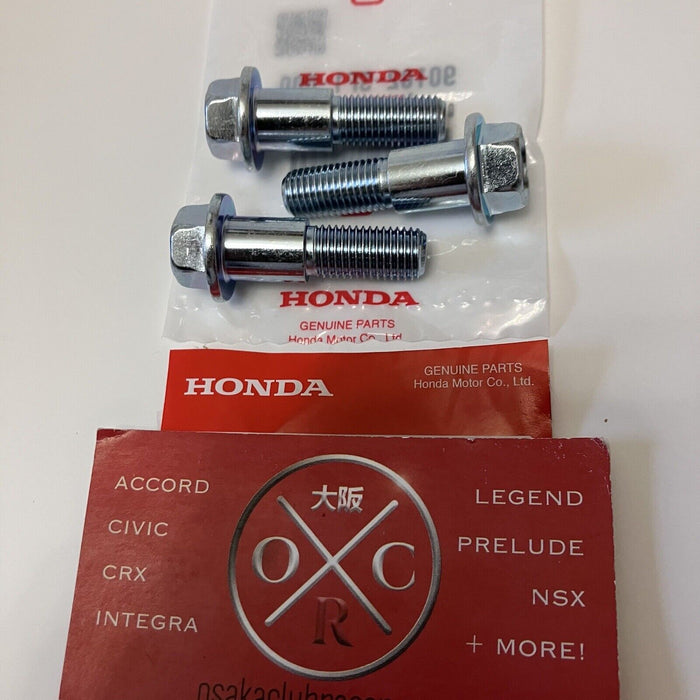 HONDA
HONDA
GENUINE PARTS
Honda Motor Co., Ltd.
HONDA
GENUINE PARTS
Honda Motor Co., Ltd.
ACCORD
CIVIC
CRX
INTEGRA
大阪
O C
R
LEGEND
PRELUDE
NSX
+ MORE!